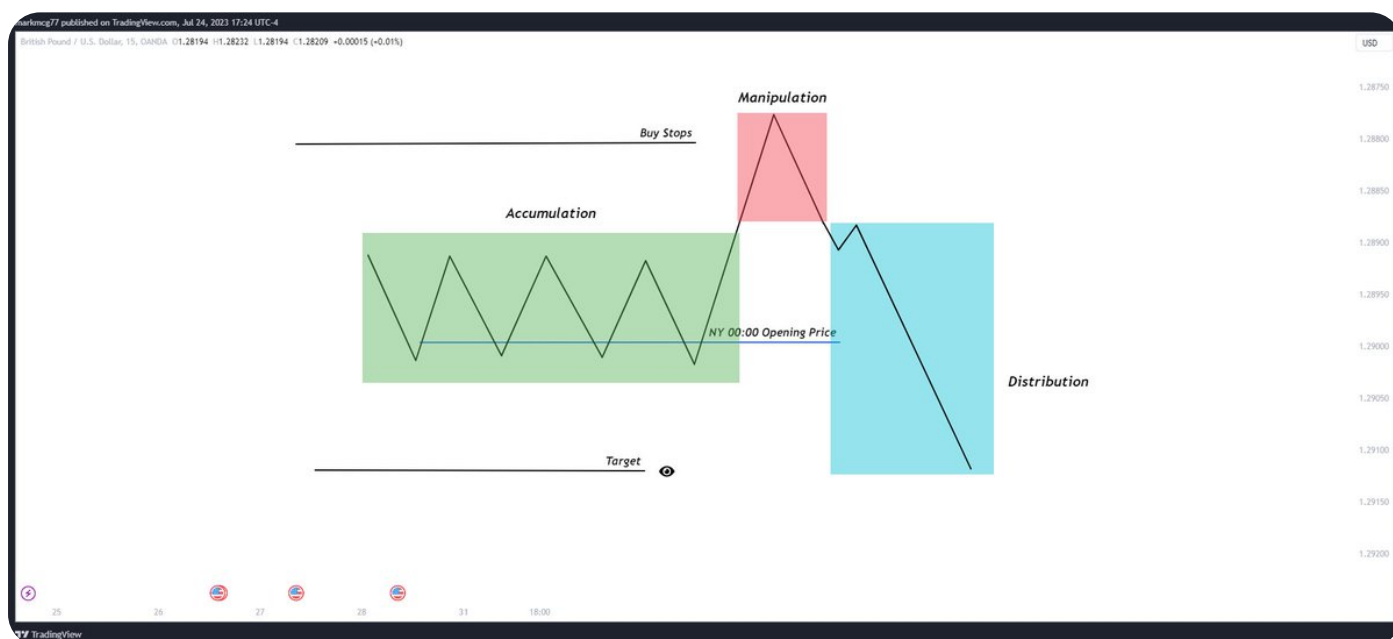 markmcg77 published on TradingView.com, Jul 24, 2023 17:24 UTC-4
British Pound / U.S. Dollar, 15, OANDA O1.28194 H1.28232 L1.28194 C1.28209 +0.00015 (+0.01%)
USD
1.28750
Manipulation
Buy Stops
1.28800
1.28850
Accumulation
1.28900
1.28950
NY 00:00 Opening Price
1.29000
Distribution
1.29050
Target
1.29100
1.29150
1.29200
25 26 27 28 31 18:00
TradingView